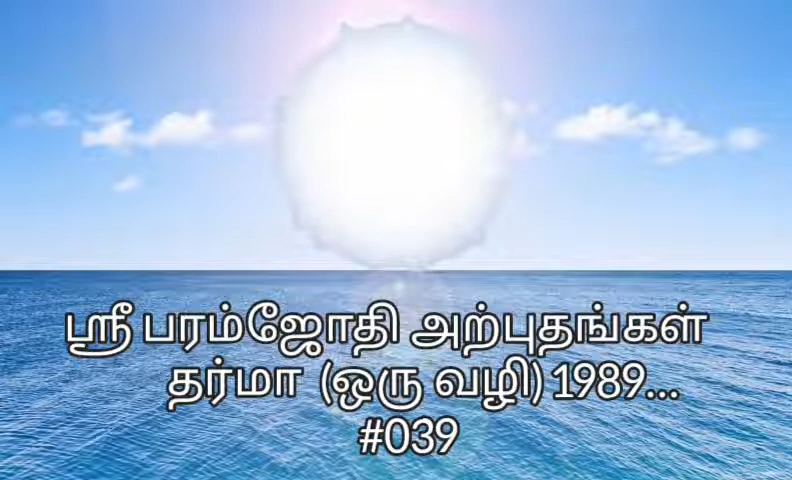 ஸ்ரீ பரம்ஜோதி அற்புதங்கள்
தர்மா (ஒரு வழி) 1989...
#039